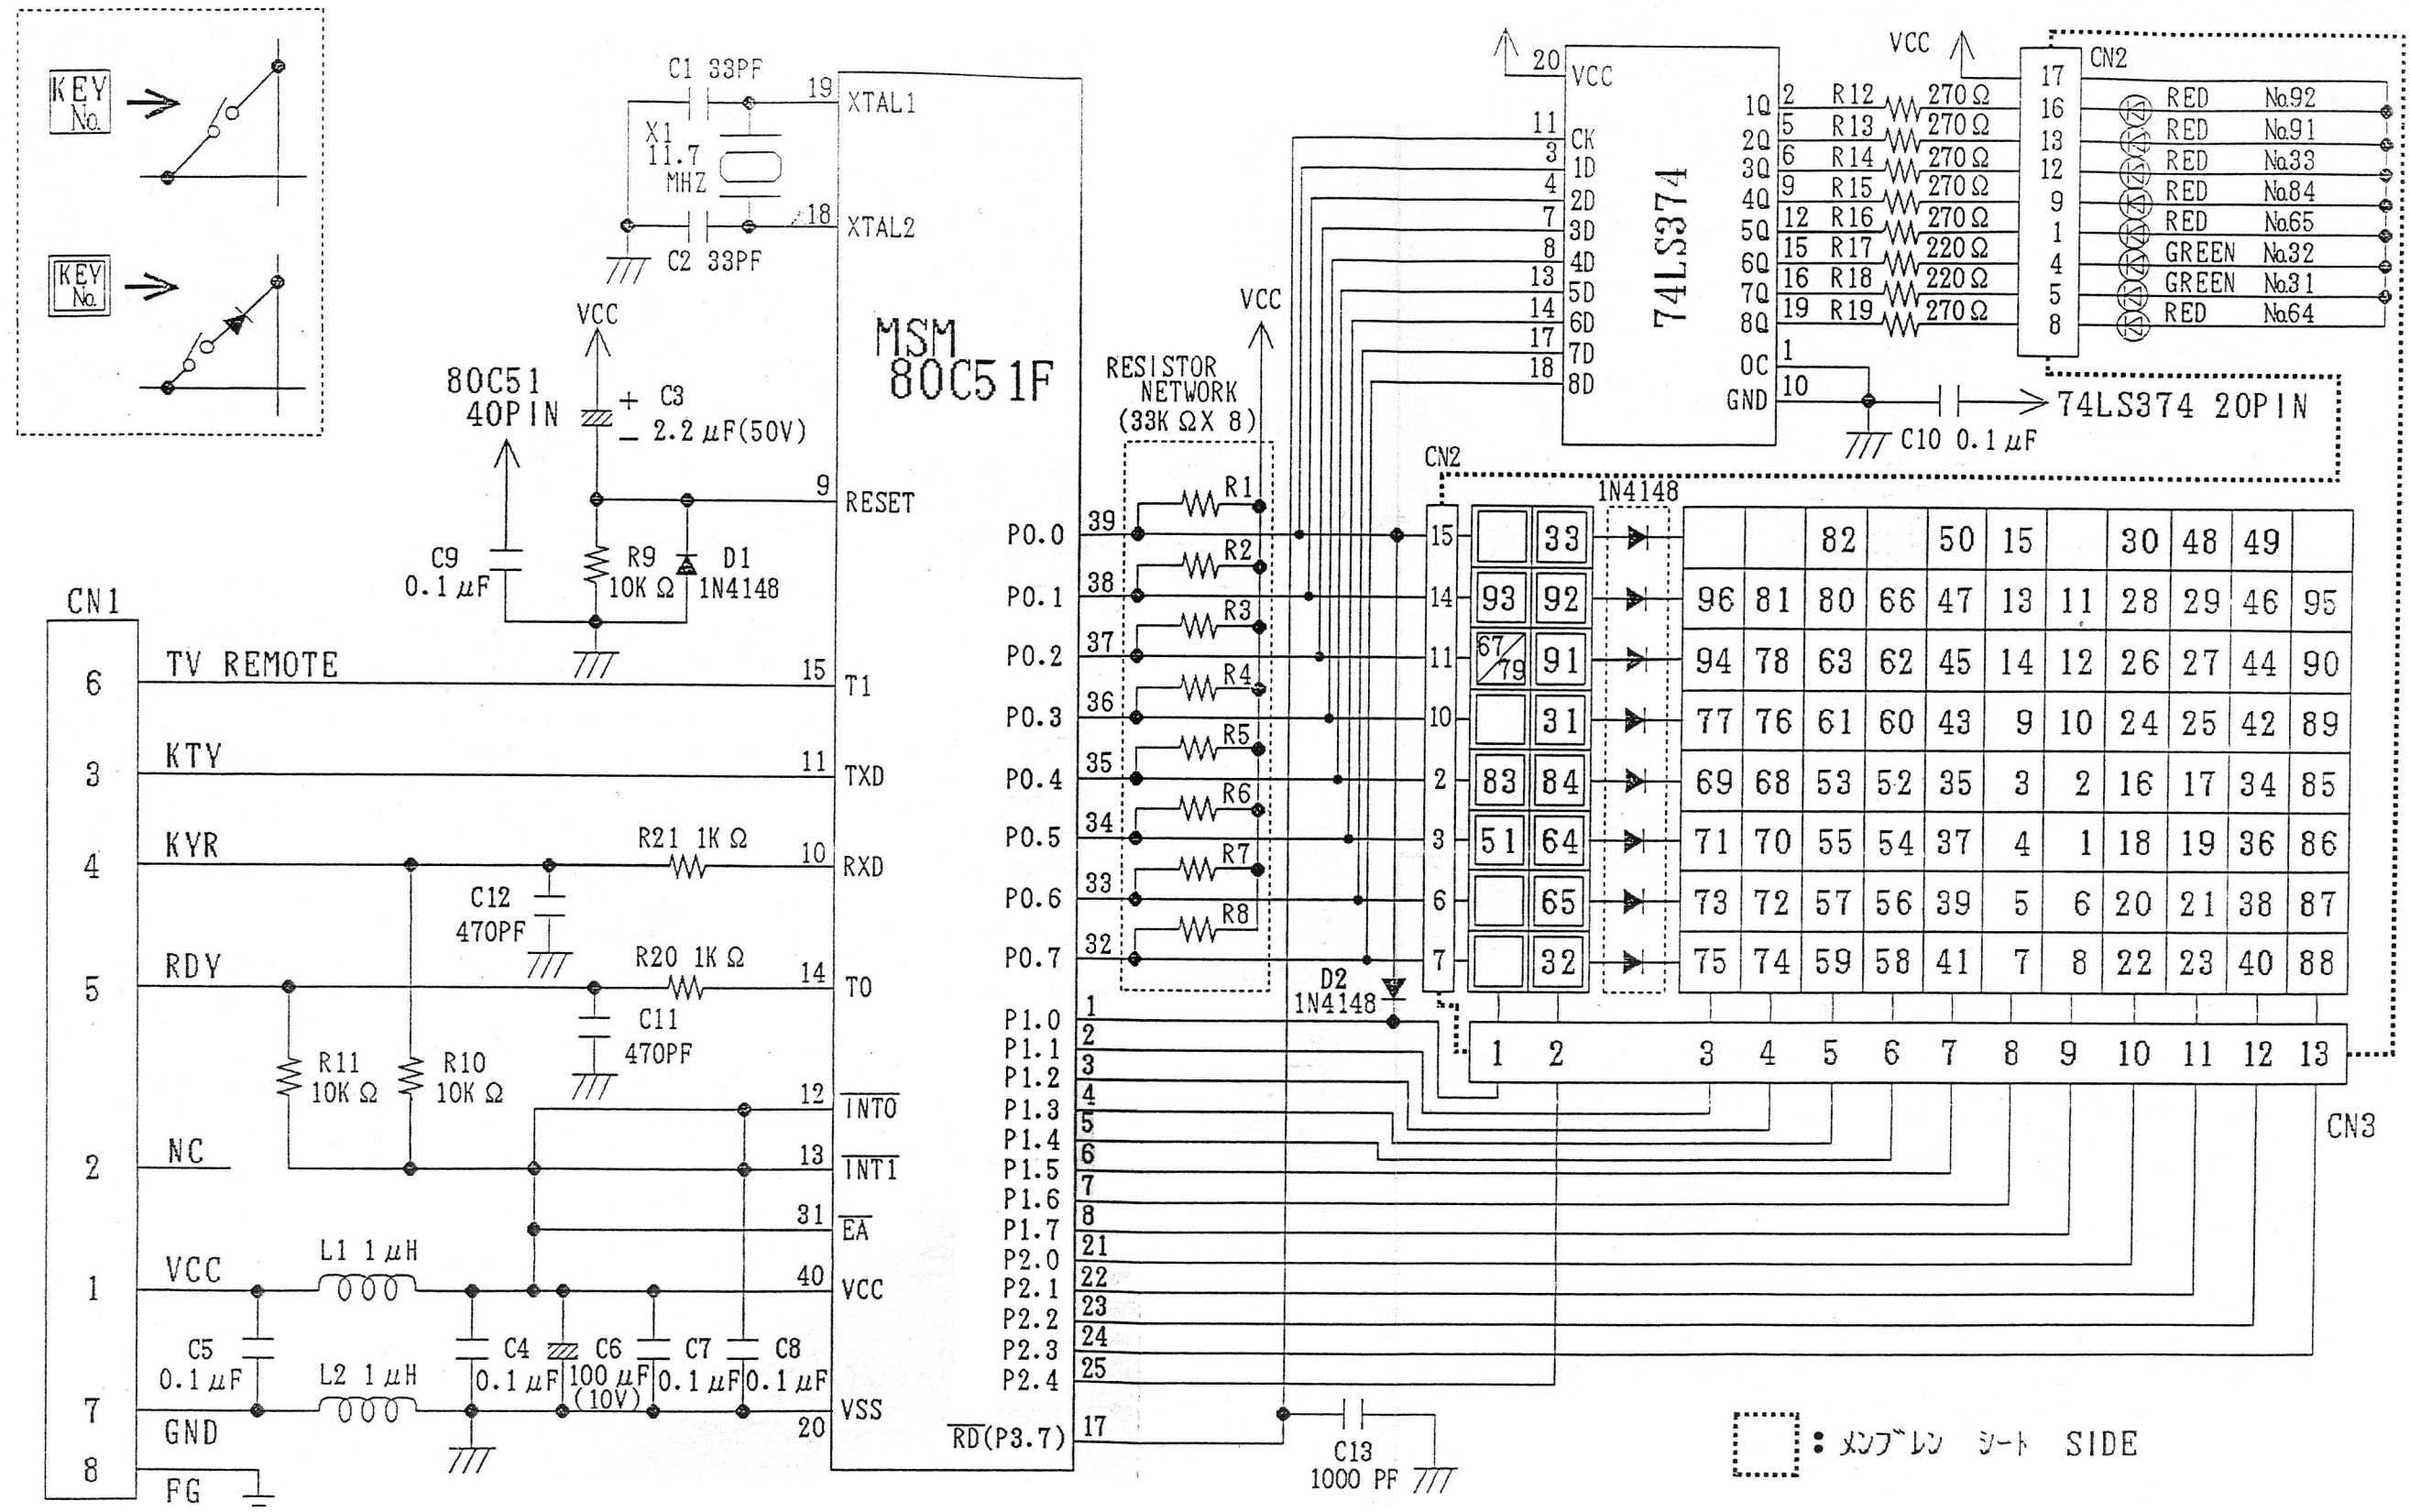 KEY
No.
KEY
No.
C1 33PF
X1
11.7
MHZ
C2 33PF
19
18
XTAL1
XTAL2
MSM
80C51F
VCC
80C51
40PIN
+
C3
2.2μF(50V)
−
9
RESET
C9
0.1μF
R9
10KΩ
D1
1N4148
CN1
6 TV REMOTE 15 T1
3 KTY 11 TXD
4 KYR R21 1KΩ 10 RXD
C12
470PF
5 RDY R20 1KΩ 14 T0
C11
470PF
R11
10KΩ
R10
10KΩ
12 INT0
2 NC 13 INT1
31 EA
1 VCC L1 1μH 40 VCC
C5
0.1μF
C4
0.1μF
C6
100μF
(10V)
C7
0.1μF
C8
0.1μF
L2 1μH
7 GND 20 VSS
8 FG
RESISTOR
NETWORK
(33KΩX 8)
VCC
P0.0 39 R1
P0.1 38 R2
P0.2 37 R3
P0.3 36 R4
P0.4 35 R5
P0.5 34 R6
P0.6 33 R7
P0.7 32 R8
P1.0 1
P1.1 2
P1.2 3
P1.3 4
P1.4 5
P1.5 6
P1.6 7
P1.7 8
P2.0 21
P2.1 22
P2.2 23
P2.3 24
P2.4 25
RD(P3.7) 17
C13
1000 PF
D2
1N4148
74LS374
20 VCC
11 CK
3 1D
4 2D
7 3D
8 4D
13 5D
14 6D
17 7D
18 8D
VCC
CN2
17
1Q 2 R12 270Ω 16 RED No.92
2Q 5 R13 270Ω 13 RED No.91
3Q 6 R14 270Ω 12 RED No.33
4Q 9 R15 270Ω 9 RED No.84
5Q 12 R16 270Ω 1 RED No.65
6Q 15 R17 220Ω 4 GREEN No.32
7Q 16 R18 220Ω 5 GREEN No.31
8Q 19 R19 270Ω 8 RED No.64
OC 1
GND 10
74LS374 20PIN
C10 0.1μF
CN2
1N4148
15 33 82 50 15 30 48 49
14 93 92 96 81 80 66 47 13 11 28 29 46 95
11 67/79 91 94 78 63 62 45 14 12 26 27 44 90
10 31 77 76 61 60 43 9 10 24 25 42 89
2 83 84 69 68 53 52 35 3 2 16 17 34 85
3 51 64 71 70 55 54 37 4 1 18 19 36 86
6 65 73 72 57 56 39 5 6 20 21 38 87
7 32 75 74 59 58 41 7 8 22 23 40 88
1 2 3 4 5 6 7 8 9 10 11 12 13
CN3
: メンブレン シート SIDE